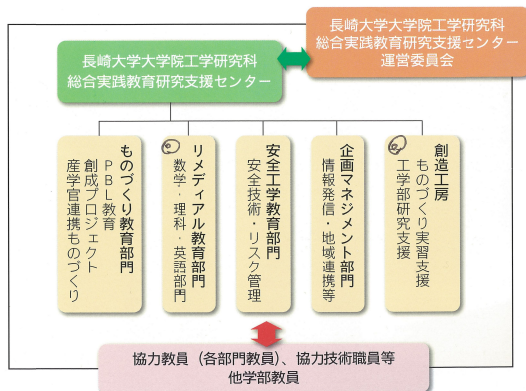 長崎大学大学院工学研究科
総合実践教育研究支援センター
長崎大学大学院工学研究科
総合実践教育研究支援センター
運営委員会
ものづくり教育部門
PBL教育
創成プロジェクト
産学官連携ものづくり
リメディアル教育部門
数学・理科・英語部門
安全工学教育部門
安全技術・リスク管理
企画マネジメント部門
情報発信・地域連携等
創造工房
ものづくり実習支援
工学部研究支援
協力教員（各部門教員）、協力技術職員等
他学部教員